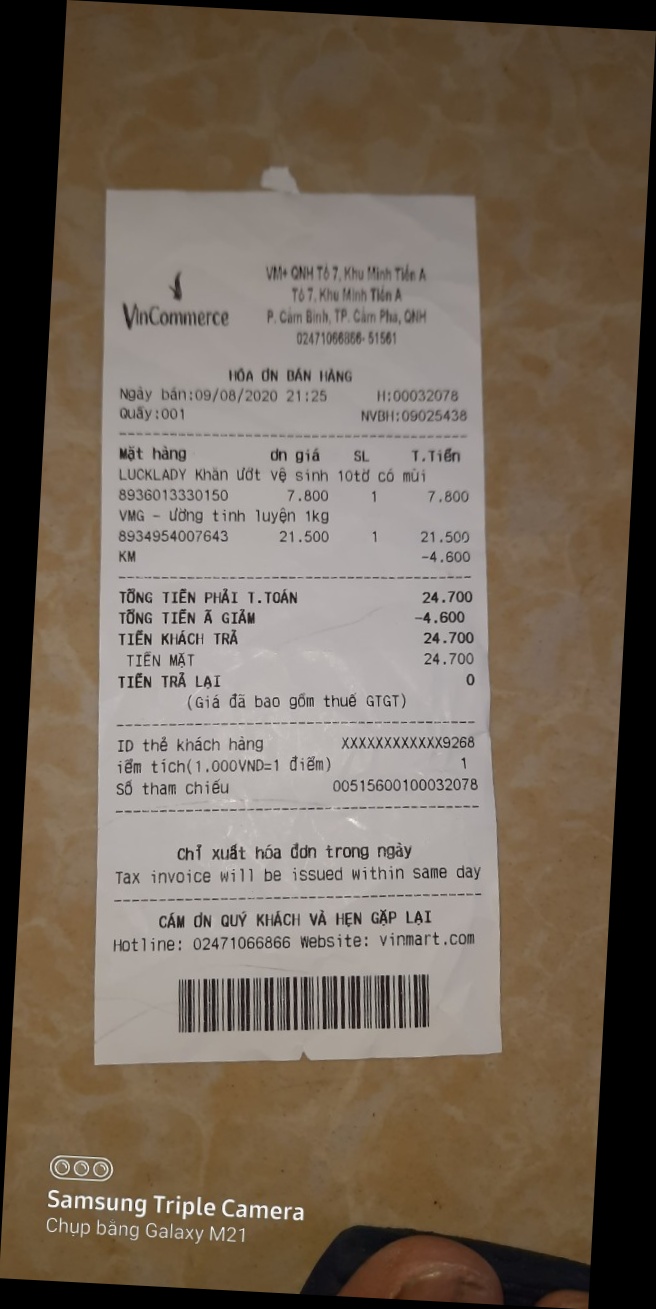 VinCommerce
VM+ QNH Tổ 7, Khu Minh Tiến A
Tổ 7, Khu Minh Tiến A
P. Cẩm Bình, TP. Cẩm Phả, QNH
02471066866- 51561
HÓA ƠN BÁN HÀNG
Ngày bán:09/08/2020 21:25 H:00032078
Quầy:001 NVBH:09025438
Mặt hàng ơn giá SL T.Tiền
LUCKLADY Khăn ướt vệ sinh 10tờ có mùi
8936013330150 7.800 1 7.800
VMG - ường tinh luyện 1kg
8934954007643 21.500 1 21.500
KM -4.600
TỔNG TIỀN PHẢI T.TOÁN 24.700
TỔNG TIỀN Ã GIẢM -4.600
TIỀN KHÁCH TRẢ 24.700
TIỀN MẶT 24.700
TIỀN TRẢ LẠI 0
(Giá đã bao gồm thuế GTGT)
ID thẻ khách hàng XXXXXXXXXXXX9268
iểm tích(1.000VND=1 điểm) 1
Số tham chiếu 00515600100032078
Chỉ xuất hóa đơn trong ngày
Tax invoice will be issued within same day
CÁM ƠN QUÝ KHÁCH VÀ HẸN GẶP LẠI
Hotline: 02471066866 Website: vinmart.com
Samsung Triple Camera
Chụp bằng Galaxy M21